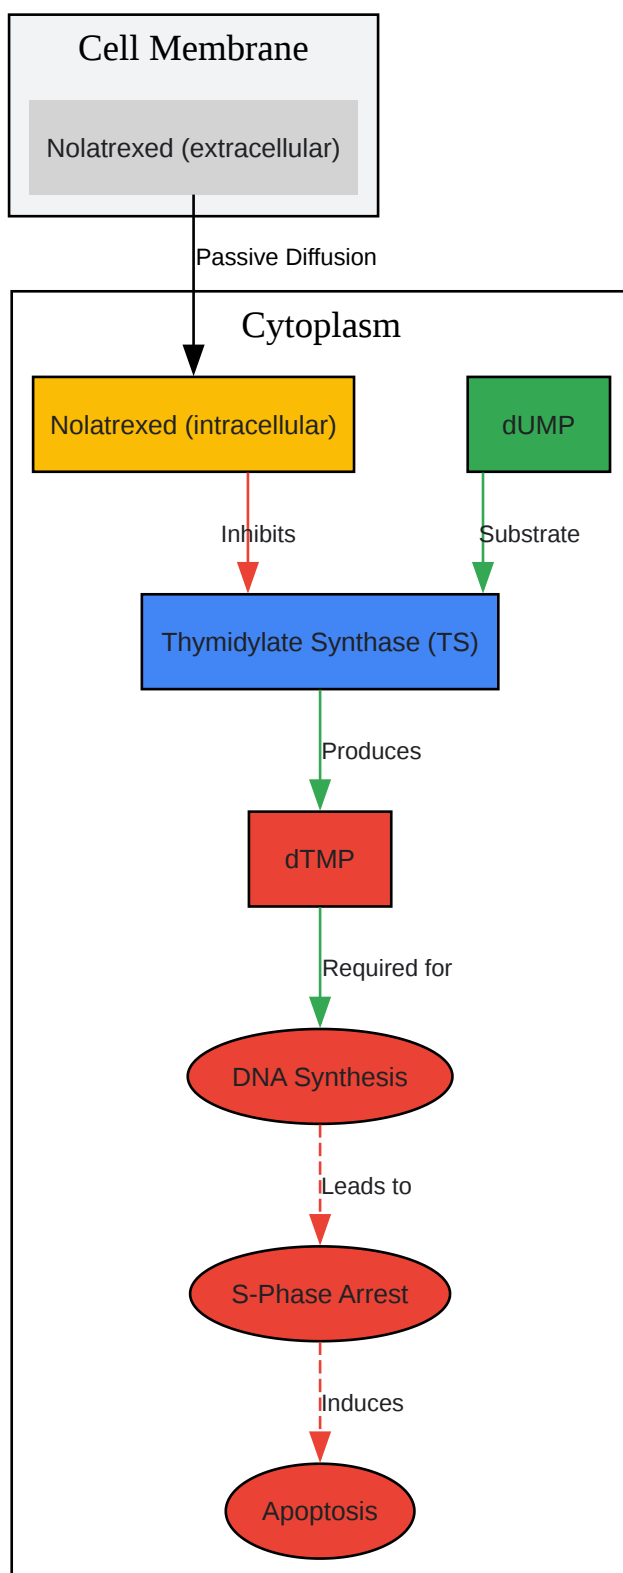 Cell Membrane
Nolatrexed (extracellular)
Passive Diffusion
Cytoplasm
Nolatrexed (intracellular)
dUMP
Inhibits
Substrate
Thymidylate Synthase (TS)
Produces
dTMP
Required for
DNA Synthesis
Leads to
S-Phase Arrest
Induces
Apoptosis